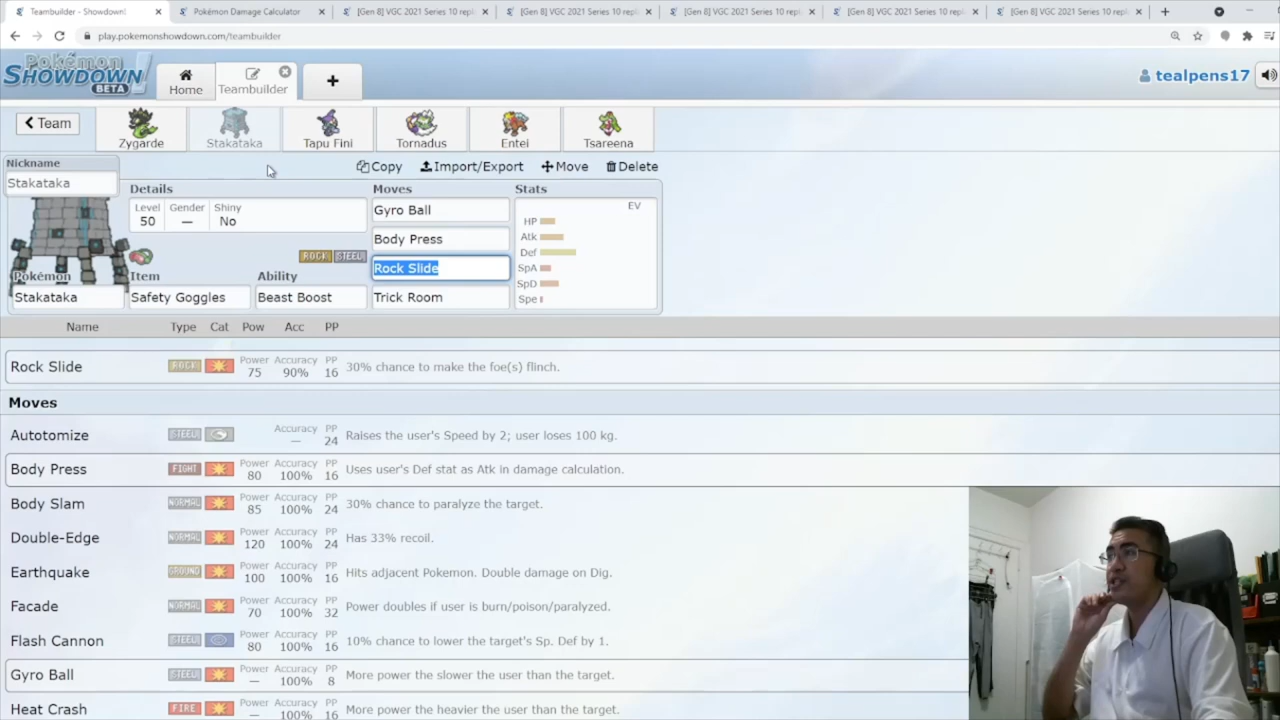 Teambuilder - Showdown!
Pokémon Damage Calculator
[Gen 8] VGC 2021 Series 10 repl
[Gen 8] VGC 2021 Series 10 repl
[Gen 8] VGC 2021 Series 10 repl
[Gen 8] VGC 2021 Series 10 repl
[Gen 8] VGC 2021 Series 10 repl
play.pokemonshowdown.com/teambuilder
Pokémon
SHOWDOWN!
BETA
Home
Teambuilder
tealpens17
Team
Zygarde
Stakataka
Tapu Fini
Tornadus
Entei
Tsareena
Nickname
Stakataka
Copy
Import/Export
Move
Delete
Details
Level
50
Gender
—
Shiny
No
ROCK STEEL
Pokémon
Stakataka
Item
Safety Goggles
Ability
Beast Boost
Moves
Gyro Ball
Body Press
Rock Slide
Trick Room
Stats
EV
HP
Atk
Def
SpA
SpD
Spe
Name Type Cat Pow Acc PP
Rock Slide ROCK Power 75 Accuracy 90% PP 16 30% chance to make the foe(s) flinch.
Moves
Autotomize STEEL Accuracy — PP 24 Raises the user's Speed by 2; user loses 100 kg.
Body Press FIGHT Power 80 Accuracy 100% PP 16 Uses user's Def stat as Atk in damage calculation.
Body Slam NORMAL Power 85 Accuracy 100% PP 24 30% chance to paralyze the target.
Double-Edge NORMAL Power 120 Accuracy 100% PP 24 Has 33% recoil.
Earthquake GROUND Power 100 Accuracy 100% PP 16 Hits adjacent Pokemon. Double damage on Dig.
Facade NORMAL Power 70 Accuracy 100% PP 32 Power doubles if user is burn/poison/paralyzed.
Flash Cannon STEEL Power 80 Accuracy 100% PP 16 10% chance to lower the target's Sp. Def by 1.
Gyro Ball STEEL Power — Accuracy 100% PP 8 More power the slower the user than the target.
Heat Crash FIRE Power — Accuracy 100% PP 16 More power the heavier the user than the target.